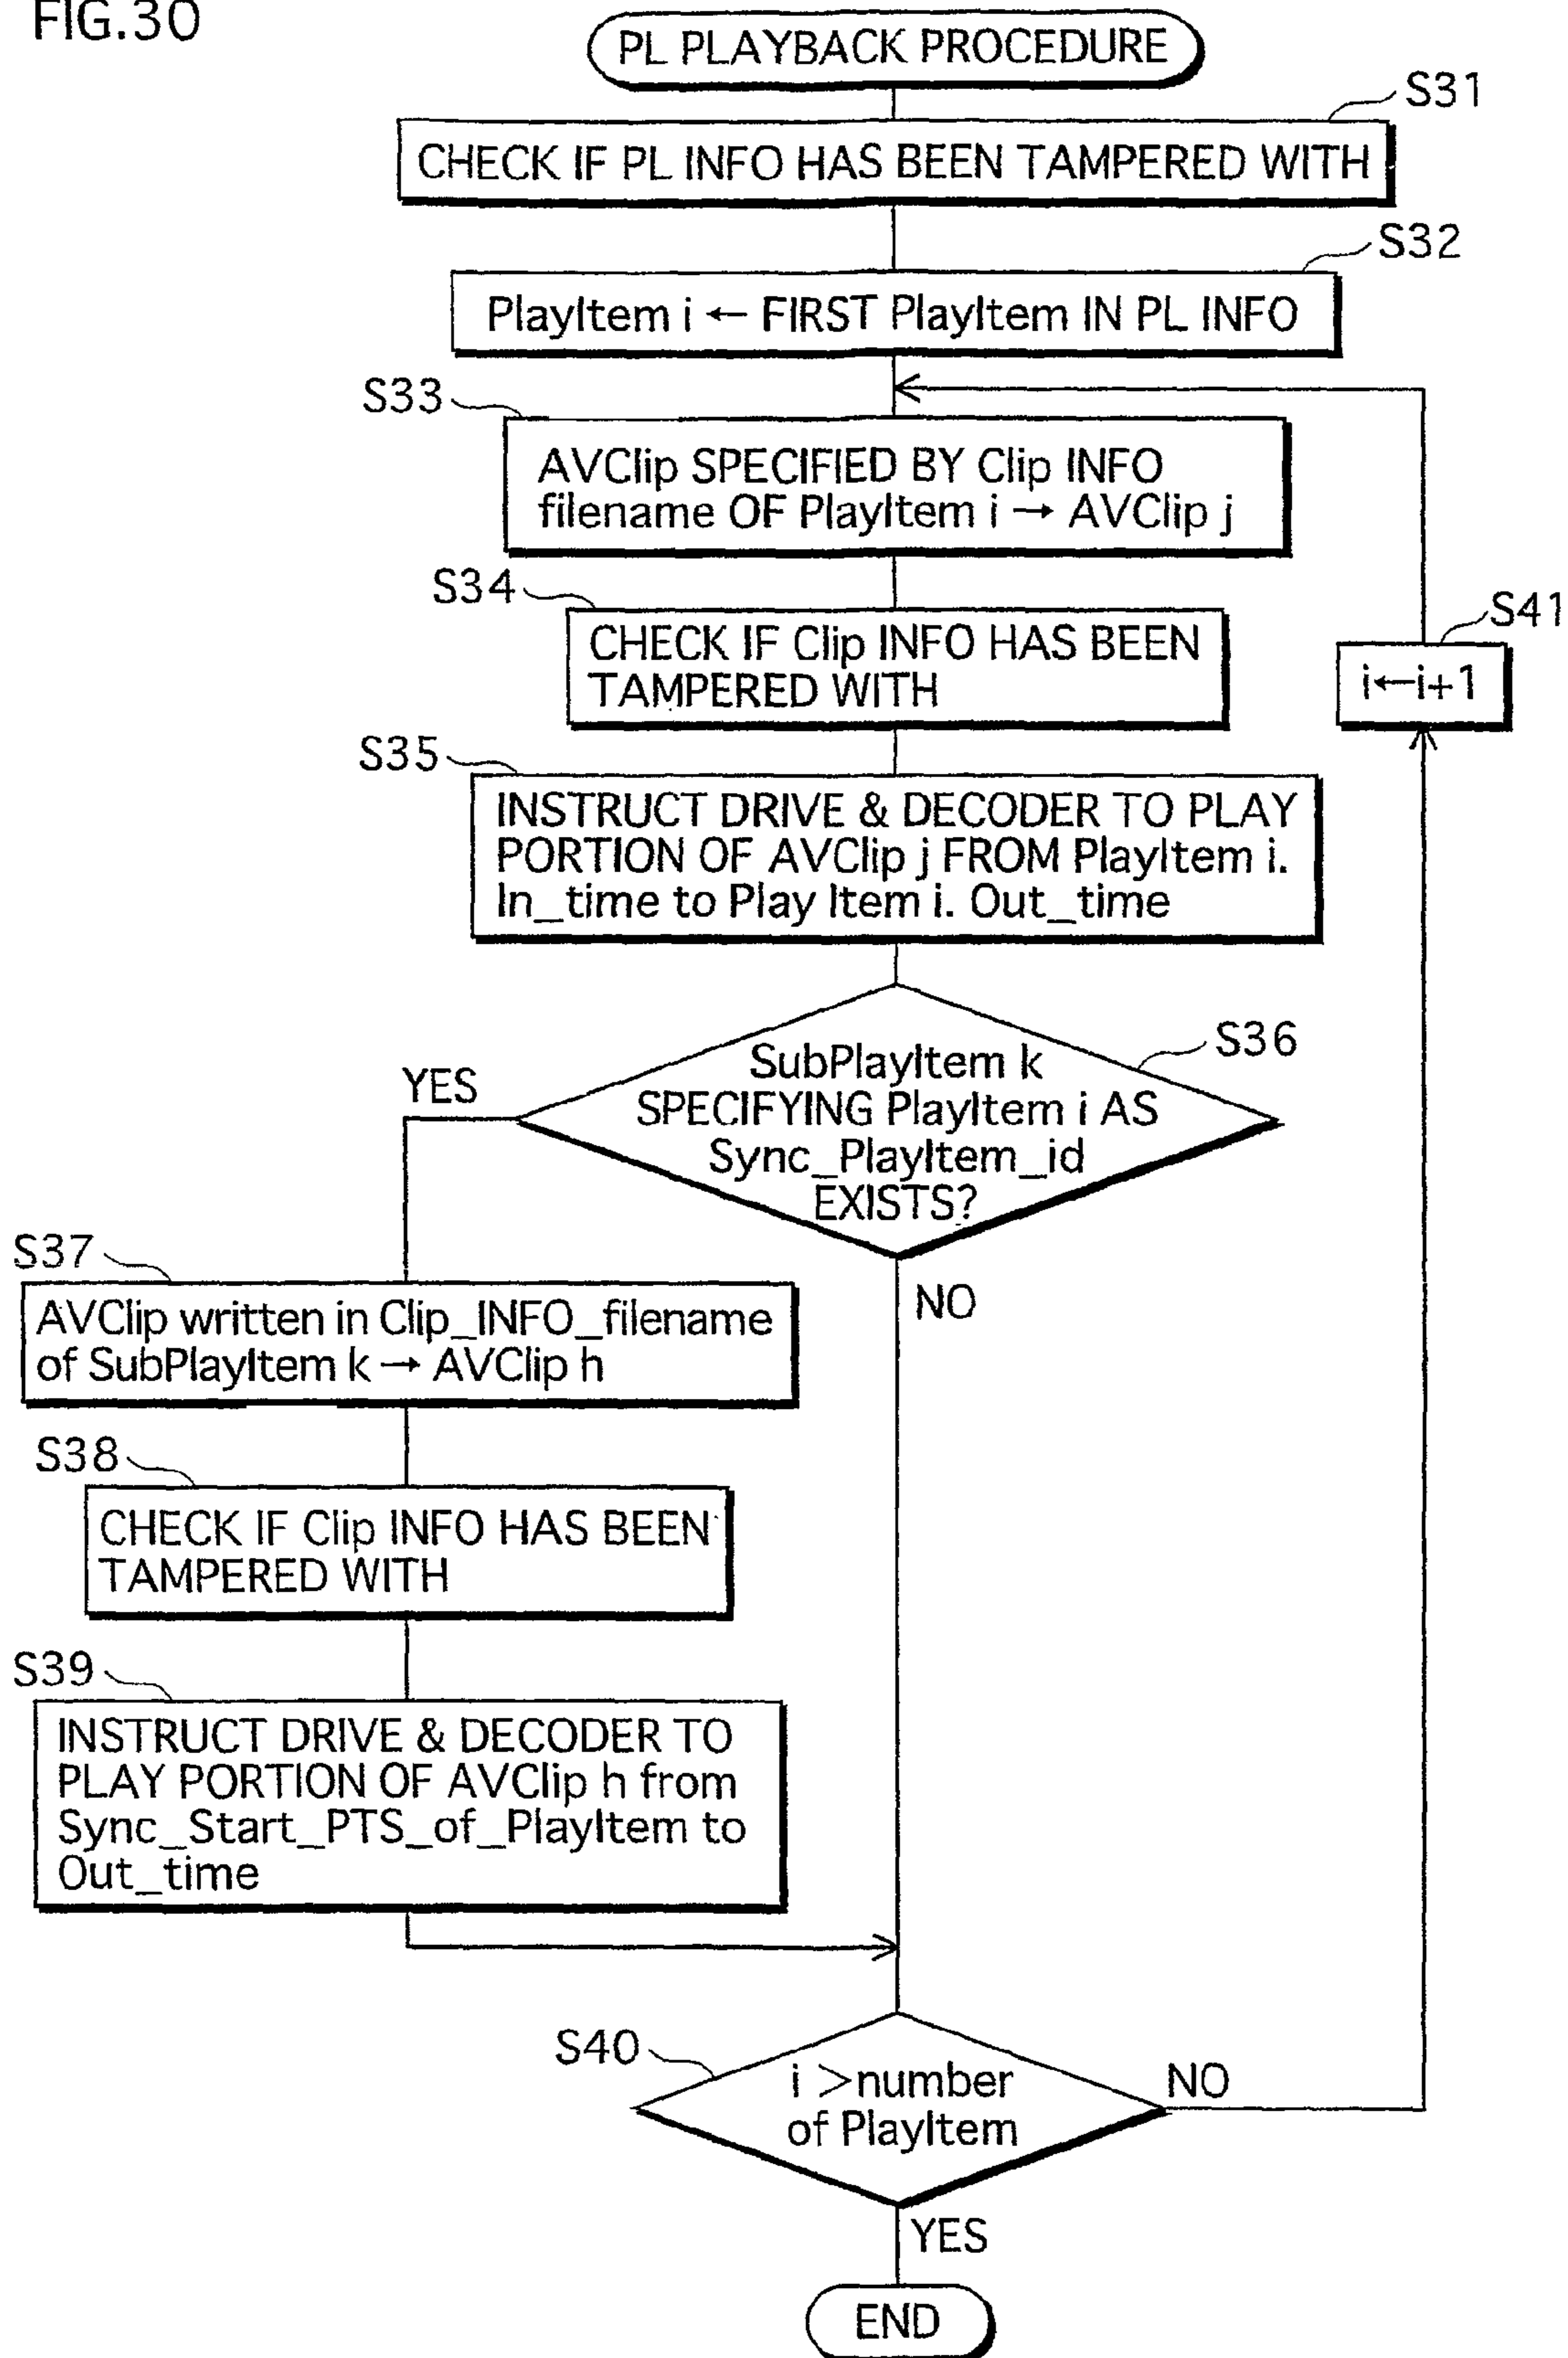 FIG.30
PL PLAYBACK PROCEDURE
S31
CHECK IF PL INFO HAS BEEN TAMPERED WITH
S32
PlayItem i ← FIRST PlayItem IN PL INFO
S33
AVClip SPECIFIED BY Clip INFO
filename OF PlayItem i → AVClip j
S34
CHECK IF Clip INFO HAS BEEN
TAMPERED WITH
S41
i←i+1
S35
INSTRUCT DRIVE & DECODER TO PLAY
PORTION OF AVClip j FROM PlayItem i.
In_time to Play Item i. Out_time
S36
SubPlayItem k
SPECIFYING PlayItem i AS
Sync_PlayItem_id
EXISTS?
YES
NO
S37
AVClip written in Clip_INFO_filename
of SubPlayItem k → AVClip h
S38
CHECK IF Clip INFO HAS BEEN
TAMPERED WITH
S39
INSTRUCT DRIVE & DECODER TO
PLAY PORTION OF AVClip h from
Sync_Start_PTS_of_PlayItem to
Out_time
S40
i >number
of PlayItem
NO
YES
END